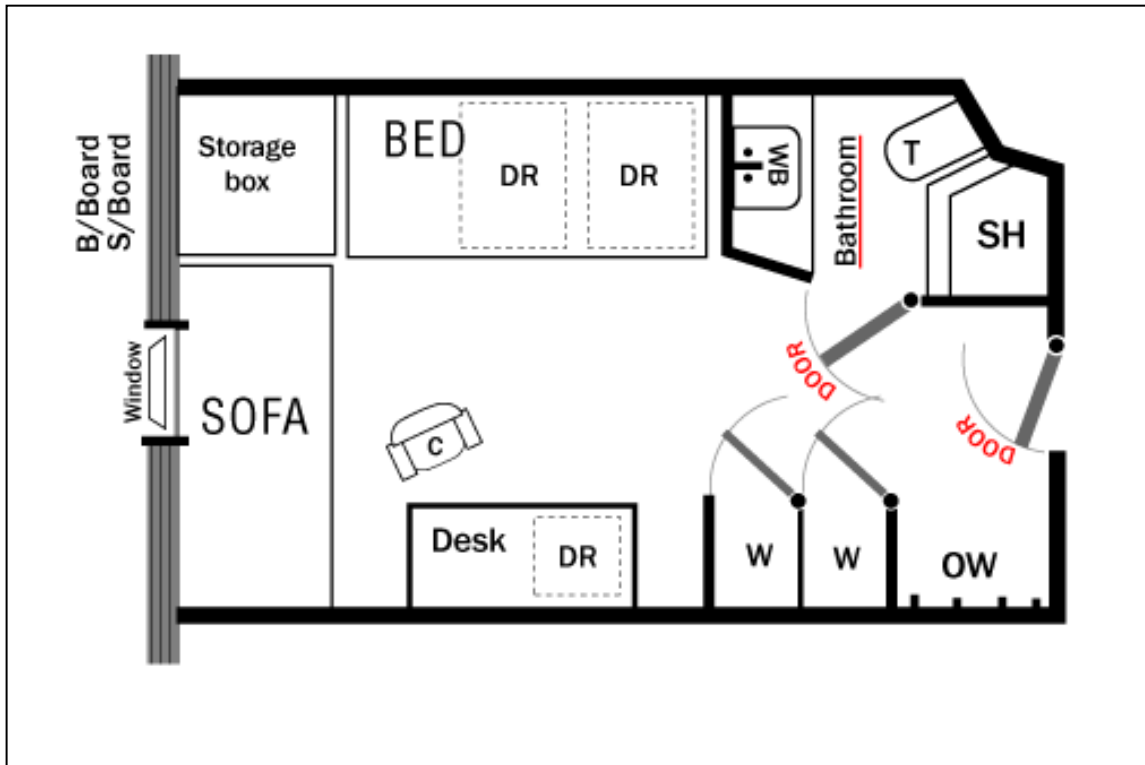 B/Board
S/Board
Storage
box
BED
DR
DR
WB
Bathroom
T
SH
Window
SOFA
C
DOOR
DOOR
Desk
DR
W
W
OW